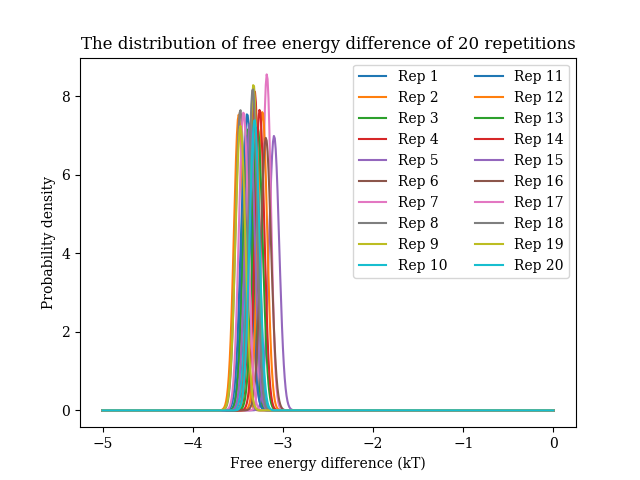 The distribution of free energy difference of 20 repetitions
Probability density
8
6
4
2
0
Rep 1
Rep 2
Rep 3
Rep 4
Rep 5
Rep 6
Rep 7
Rep 8
Rep 9
Rep 10
Rep 11
Rep 12
Rep 13
Rep 14
Rep 15
Rep 16
Rep 17
Rep 18
Rep 19
Rep 20
−5 −4 −3 −2 −1 0
Free energy difference (kT)